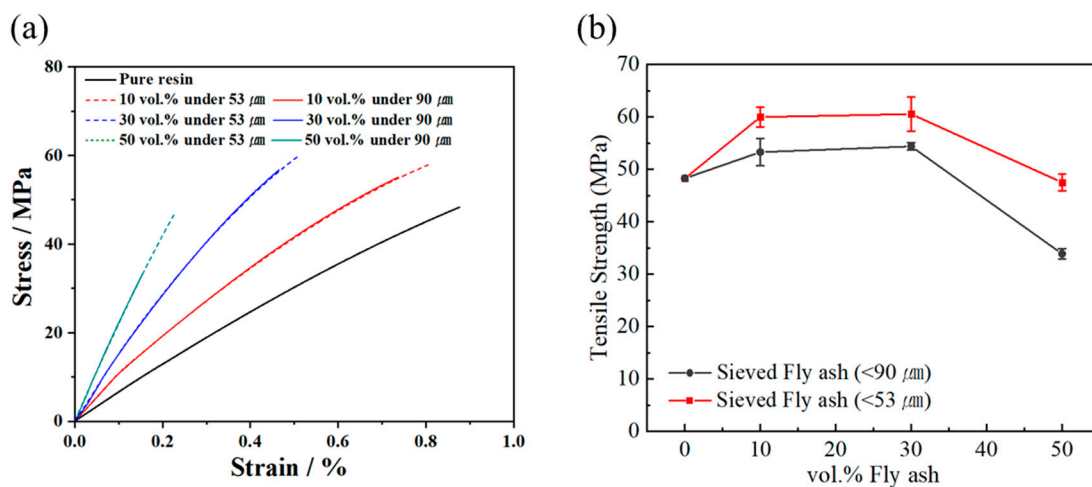 (a)
80
60
40
20
0
Stress / MPa
Pure resin
10 vol.% under 53 ㎛ 10 vol.% under 90 ㎛
30 vol.% under 53 ㎛ 30 vol.% under 90 ㎛
50 vol.% under 53 ㎛ 50 vol.% under 90 ㎛
0.0 0.2 0.4 0.6 0.8 1.0
Strain / %
(b)
70
60
50
40
30
20
10
0
Tensile Strength (MPa)
Sieved Fly ash (<90 ㎛)
Sieved Fly ash (<53 ㎛)
0 10 20 30 40 50
vol.% Fly ash